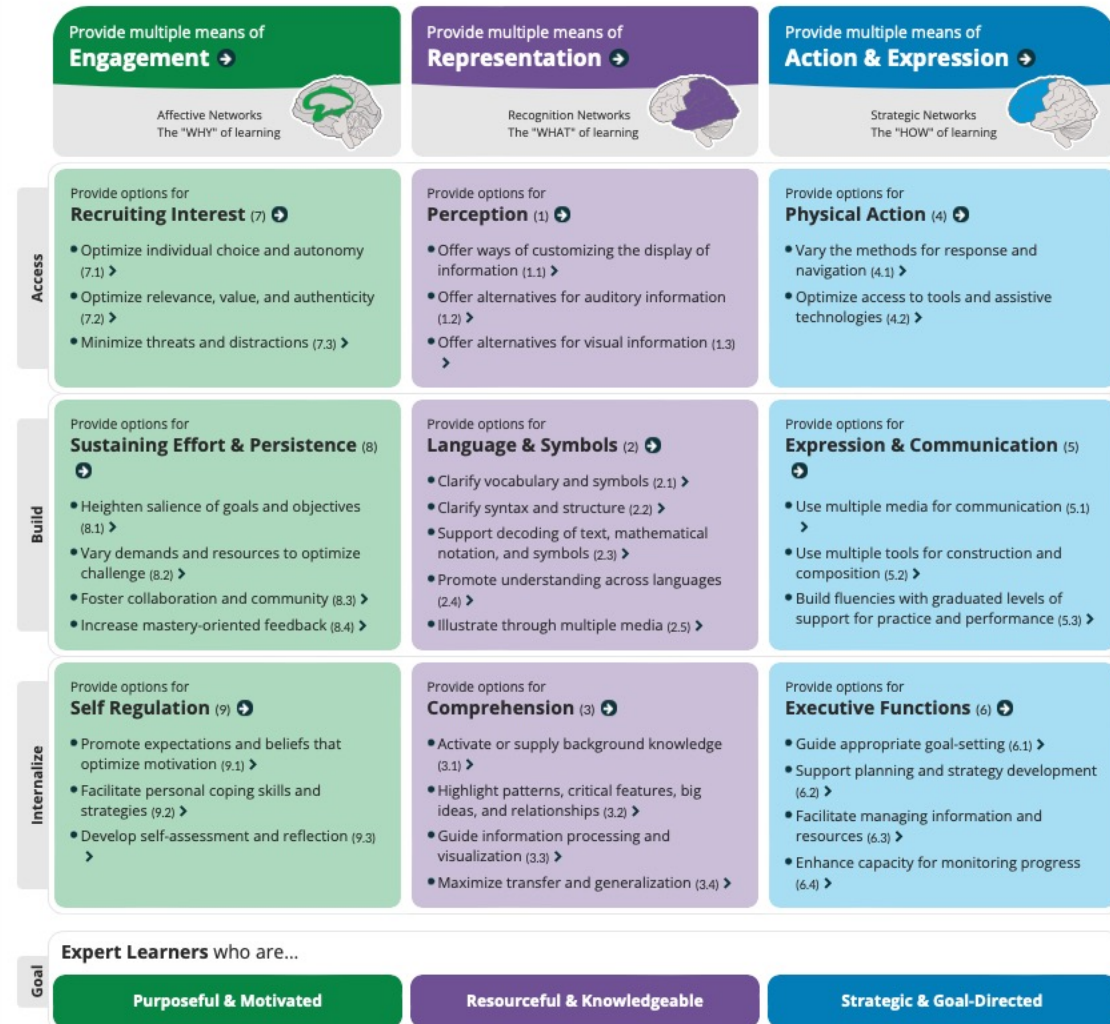 Provide multiple means of
Engagement
Affective Networks
The "WHY" of learning
Provide multiple means of
Representation
Recognition Networks
The "WHAT" of learning
Provide multiple means of
Action & Expression
Strategic Networks
The "HOW" of learning
Access
Provide options for
Recruiting Interest (7)
• Optimize individual choice and autonomy
(7.1)
• Optimize relevance, value, and authenticity
(7.2)
• Minimize threats and distractions (7.3)
Provide options for
Perception (1)
• Offer ways of customizing the display of
information (1.1)
• Offer alternatives for auditory information
(1.2)
• Offer alternatives for visual information (1.3)
Provide options for
Physical Action (4)
• Vary the methods for response and
navigation (4.1)
• Optimize access to tools and assistive
technologies (4.2)
Build
Provide options for
Sustaining Effort & Persistence (8)
• Heighten salience of goals and objectives
(8.1)
• Vary demands and resources to optimize
challenge (8.2)
• Foster collaboration and community (8.3)
• Increase mastery-oriented feedback (8.4)
Provide options for
Language & Symbols (2)
• Clarify vocabulary and symbols (2.1)
• Clarify syntax and structure (2.2)
• Support decoding of text, mathematical
notation, and symbols (2.3)
• Promote understanding across languages
(2.4)
• Illustrate through multiple media (2.5)
Provide options for
Expression & Communication (5)
• Use multiple media for communication (5.1)
• Use multiple tools for construction and
composition (5.2)
• Build fluencies with graduated levels of
support for practice and performance (5.3)
Internalize
Provide options for
Self Regulation (9)
• Promote expectations and beliefs that
optimize motivation (9.1)
• Facilitate personal coping skills and
strategies (9.2)
• Develop self-assessment and reflection (9.3)
Provide options for
Comprehension (3)
• Activate or supply background knowledge
(3.1)
• Highlight patterns, critical features, big
ideas, and relationships (3.2)
• Guide information processing and
visualization (3.3)
• Maximize transfer and generalization (3.4)
Provide options for
Executive Functions (6)
• Guide appropriate goal-setting (6.1)
• Support planning and strategy development
(6.2)
• Facilitate managing information and
resources (6.3)
• Enhance capacity for monitoring progress
(6.4)
Goal
Expert Learners who are...
Purposeful & Motivated
Resourceful & Knowledgeable
Strategic & Goal-Directed